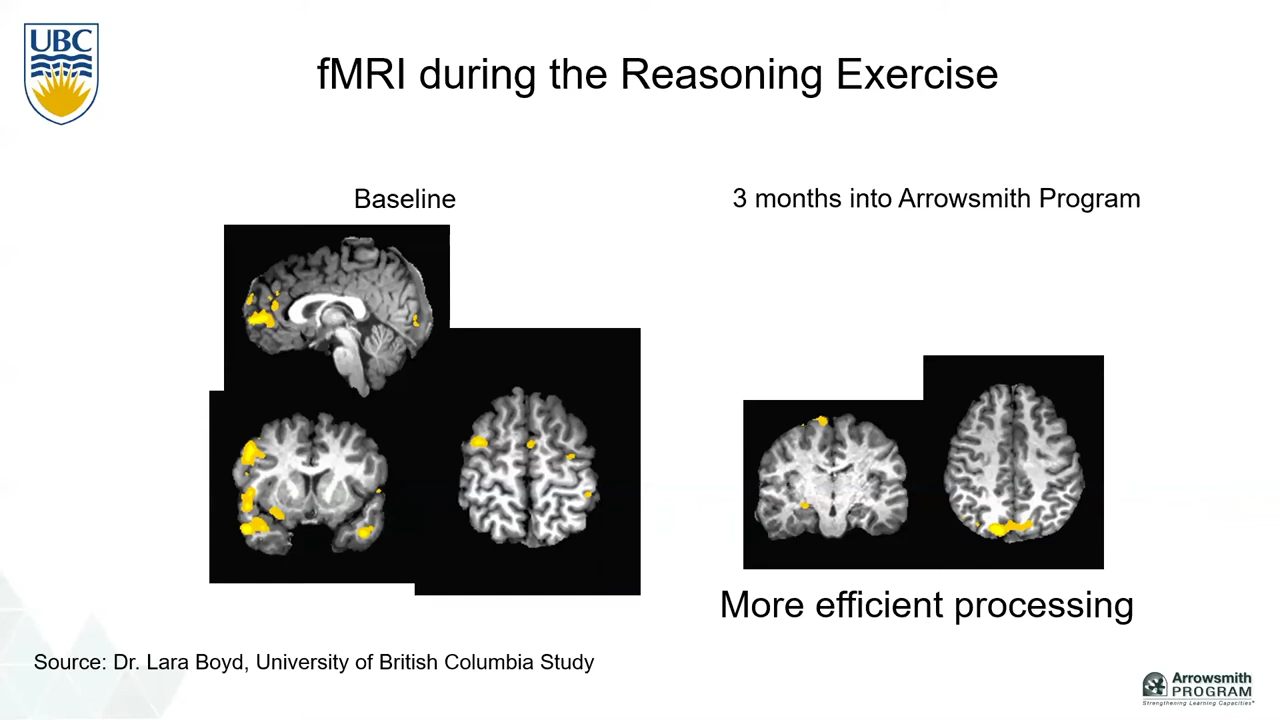 UBC
fMRI during the Reasoning Exercise
Baseline
3 months into Arrowsmith Program
More efficient processing
Source: Dr. Lara Boyd, University of British Columbia Study
Arrowsmith
PROGRAM
Strengthening Learning Capacities®